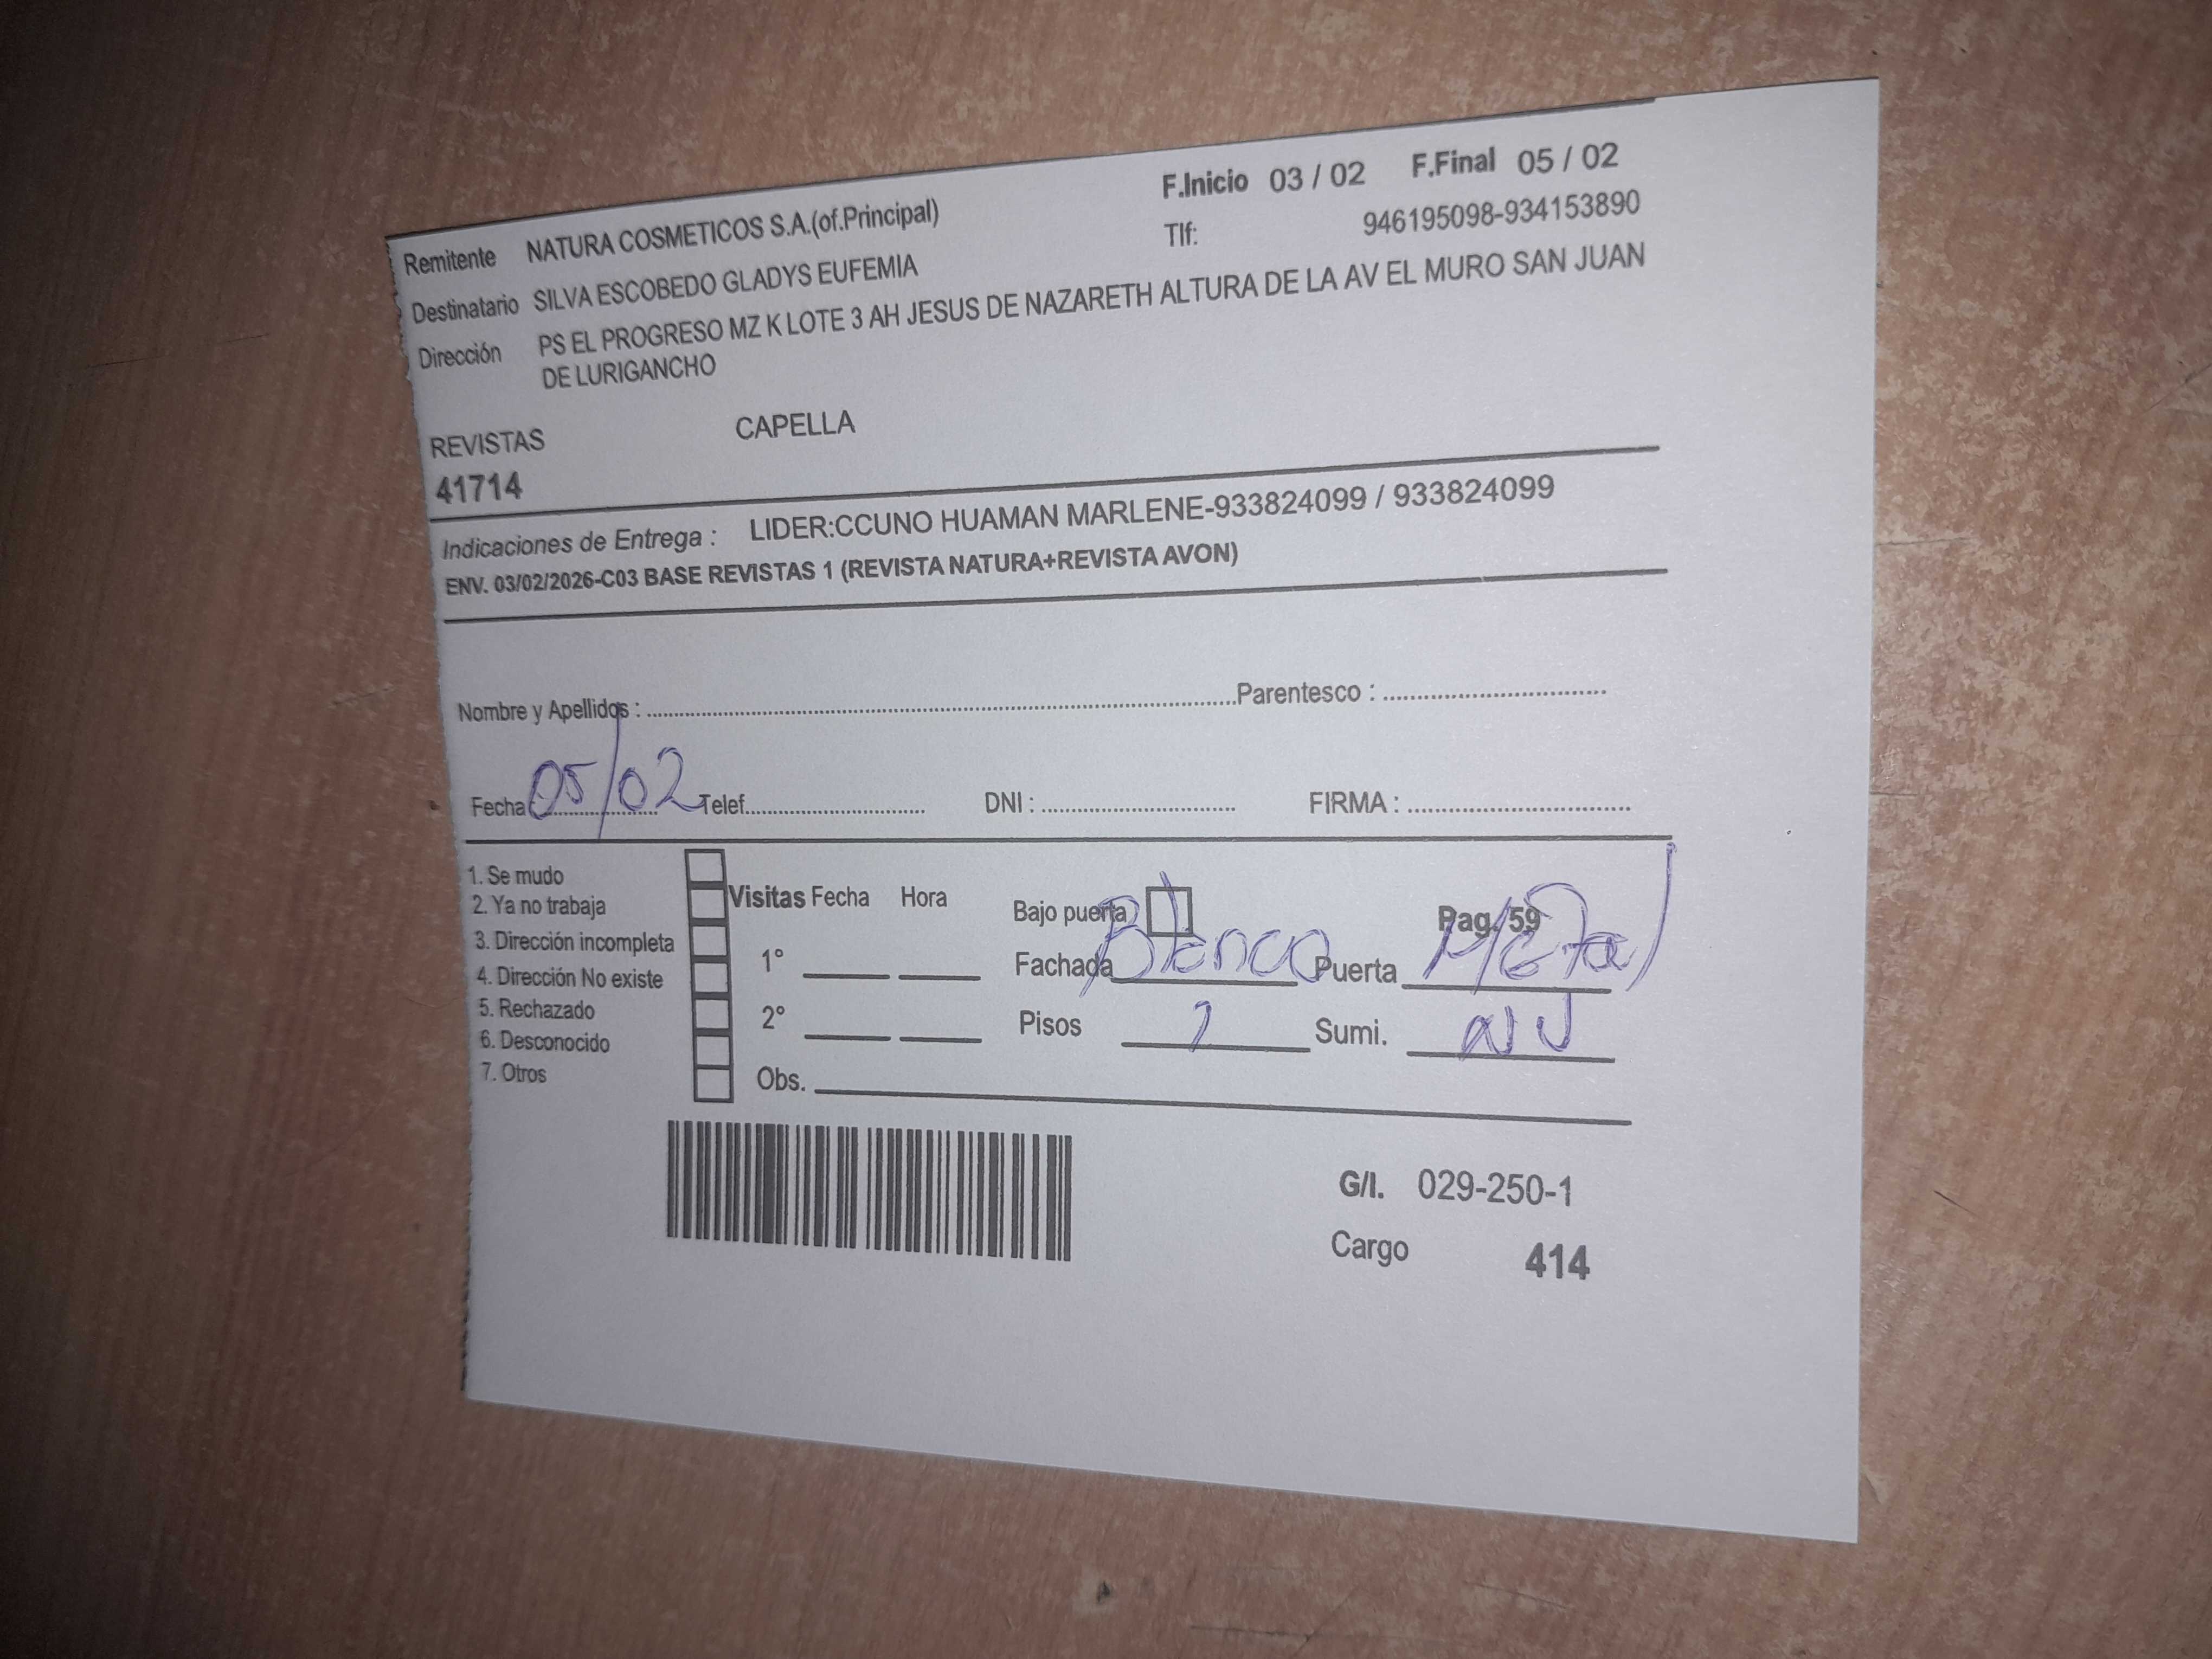 F.Inicio 03 / 02 F.Final 05 / 02
Remitente NATURA COSMETICOS S.A.(of.Principal) Tlf: 946195098-934153890
Destinatario SILVA ESCOBEDO GLADYS EUFEMIA
Dirección PS EL PROGRESO MZ K LOTE 3 AH JESUS DE NAZARETH ALTURA DE LA AV EL MURO SAN JUAN
DE LURIGANCHO
REVISTAS CAPELLA
41714
Indicaciones de Entrega : LIDER:CCUNO HUAMAN MARLENE-933824099 / 933824099
ENV. 03/02/2026-C03 BASE REVISTAS 1 (REVISTA NATURA+REVISTA AVON)
Nombre y Apellidos : Parentesco :
Fecha 05/02 Telef. DNI : FIRMA :
1. Se mudo
2. Ya no trabaja
3. Dirección incompleta
4. Dirección No existe
5. Rechazado
6. Desconocido
7. Otros
Visitas Fecha Hora
1°
2°
Obs.
Bajo puerta Pag. 59
Fachada Blanco Puerta Metal
Pisos Sumi.
G/I. 029-250-1
Cargo 414